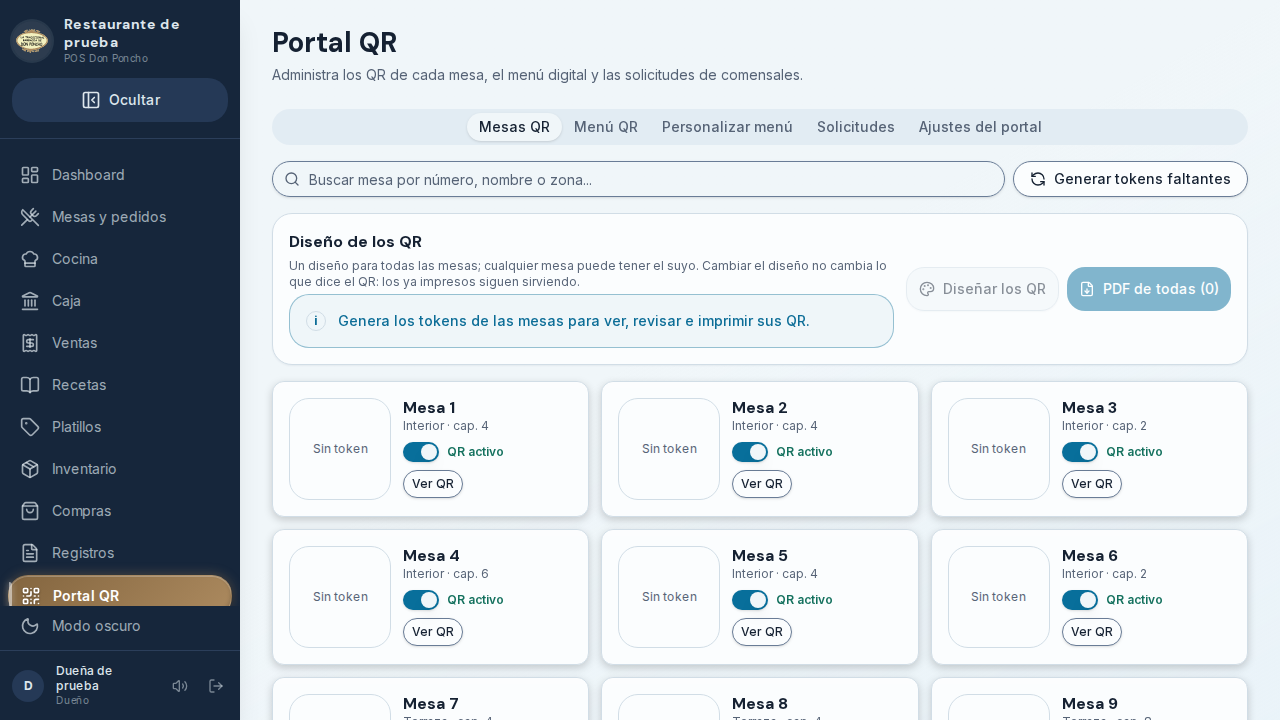 Restaurante de
prueba
POS Don Poncho
Ocultar
Dashboard
Mesas y pedidos
Cocina
Caja
Ventas
Recetas
Platillos
Inventario
Compras
Registros
Portal QR
Modo oscuro
D
Dueña de
prueba
Dueño
Portal QR
Administra los QR de cada mesa, el menú digital y las solicitudes de comensales.
Mesas QR
Menú QR
Personalizar menú
Solicitudes
Ajustes del portal
Buscar mesa por número, nombre o zona...
Generar tokens faltantes
Diseño de los QR
Un diseño para todas las mesas; cualquier mesa puede tener el suyo. Cambiar el diseño no cambia lo
que dice el QR: los ya impresos siguen sirviendo.
i
Genera los tokens de las mesas para ver, revisar e imprimir sus QR.
Diseñar los QR
PDF de todas (0)
Sin token
Mesa 1
Interior · cap. 4
QR activo
Ver QR
Sin token
Mesa 2
Interior · cap. 4
QR activo
Ver QR
Sin token
Mesa 3
Interior · cap. 2
QR activo
Ver QR
Sin token
Mesa 4
Interior · cap. 6
QR activo
Ver QR
Sin token
Mesa 5
Interior · cap. 4
QR activo
Ver QR
Sin token
Mesa 6
Interior · cap. 2
QR activo
Ver QR
Mesa 7
Mesa 8
Mesa 9